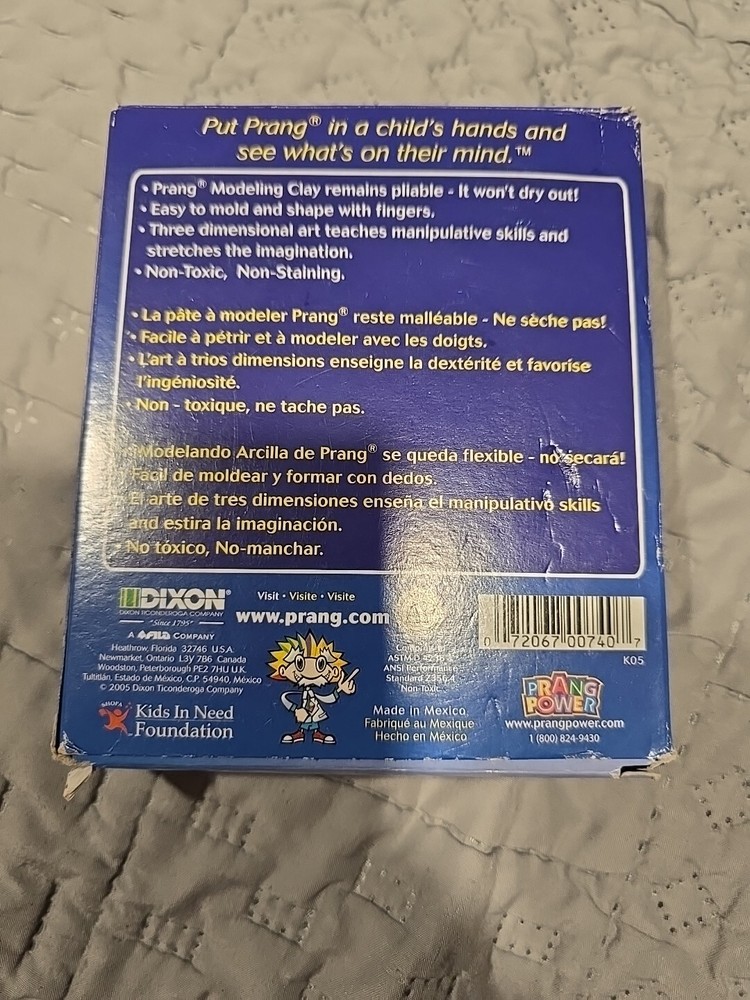 Put Prang® in a child's hands and
see what's on their mind.™
• Prang® Modeling Clay remains pliable - It won't dry out!
• Easy to mold and shape with fingers.
• Three dimensional art teaches manipulative skills and
stretches the imagination.
• Non-Toxic, Non-Staining.
• La pâte à modeler Prang® reste malléable - Ne sèche pas!
• Facile à pétrir et à modeler avec les doigts.
• L'art à trios dimensions enseigne la dextérité et favorise
l'ingéniosité.
• Non - toxique, ne tache pas.
Modelando Arcilla de Prang® se queda flexible - no secará!
Fácil de moldear y formar con dedos.
El arte de tres dimensiones enseña el manipulativo skills
and estira la imaginación.
No tóxico, No-manchar.
DIXON®
DIXON TICONDEROGA COMPANY
"Since 1795"
A FILA COMPANY
Heathrow, Florida 32746 U.S.A.
Newmarket, Ontario L3Y 7B6 Canada
Woodston, Peterborough PE2 7HU U.K.
Tultitlán, Estado de México, C.P. 54940, México
© 2005 Dixon Ticonderoga Company
Kids In Need
Foundation
Visit • Visite • Visite
www.prang.com
ASTM D 4236
ANSI Performance
Standard Z356.4
Non-Toxic
Made in Mexico
Fabriqué au Mexique
Hecho en México
0 72067 00740 7
K05
PRANG
POWER
www.prangpower.com
1 (800) 824-9430